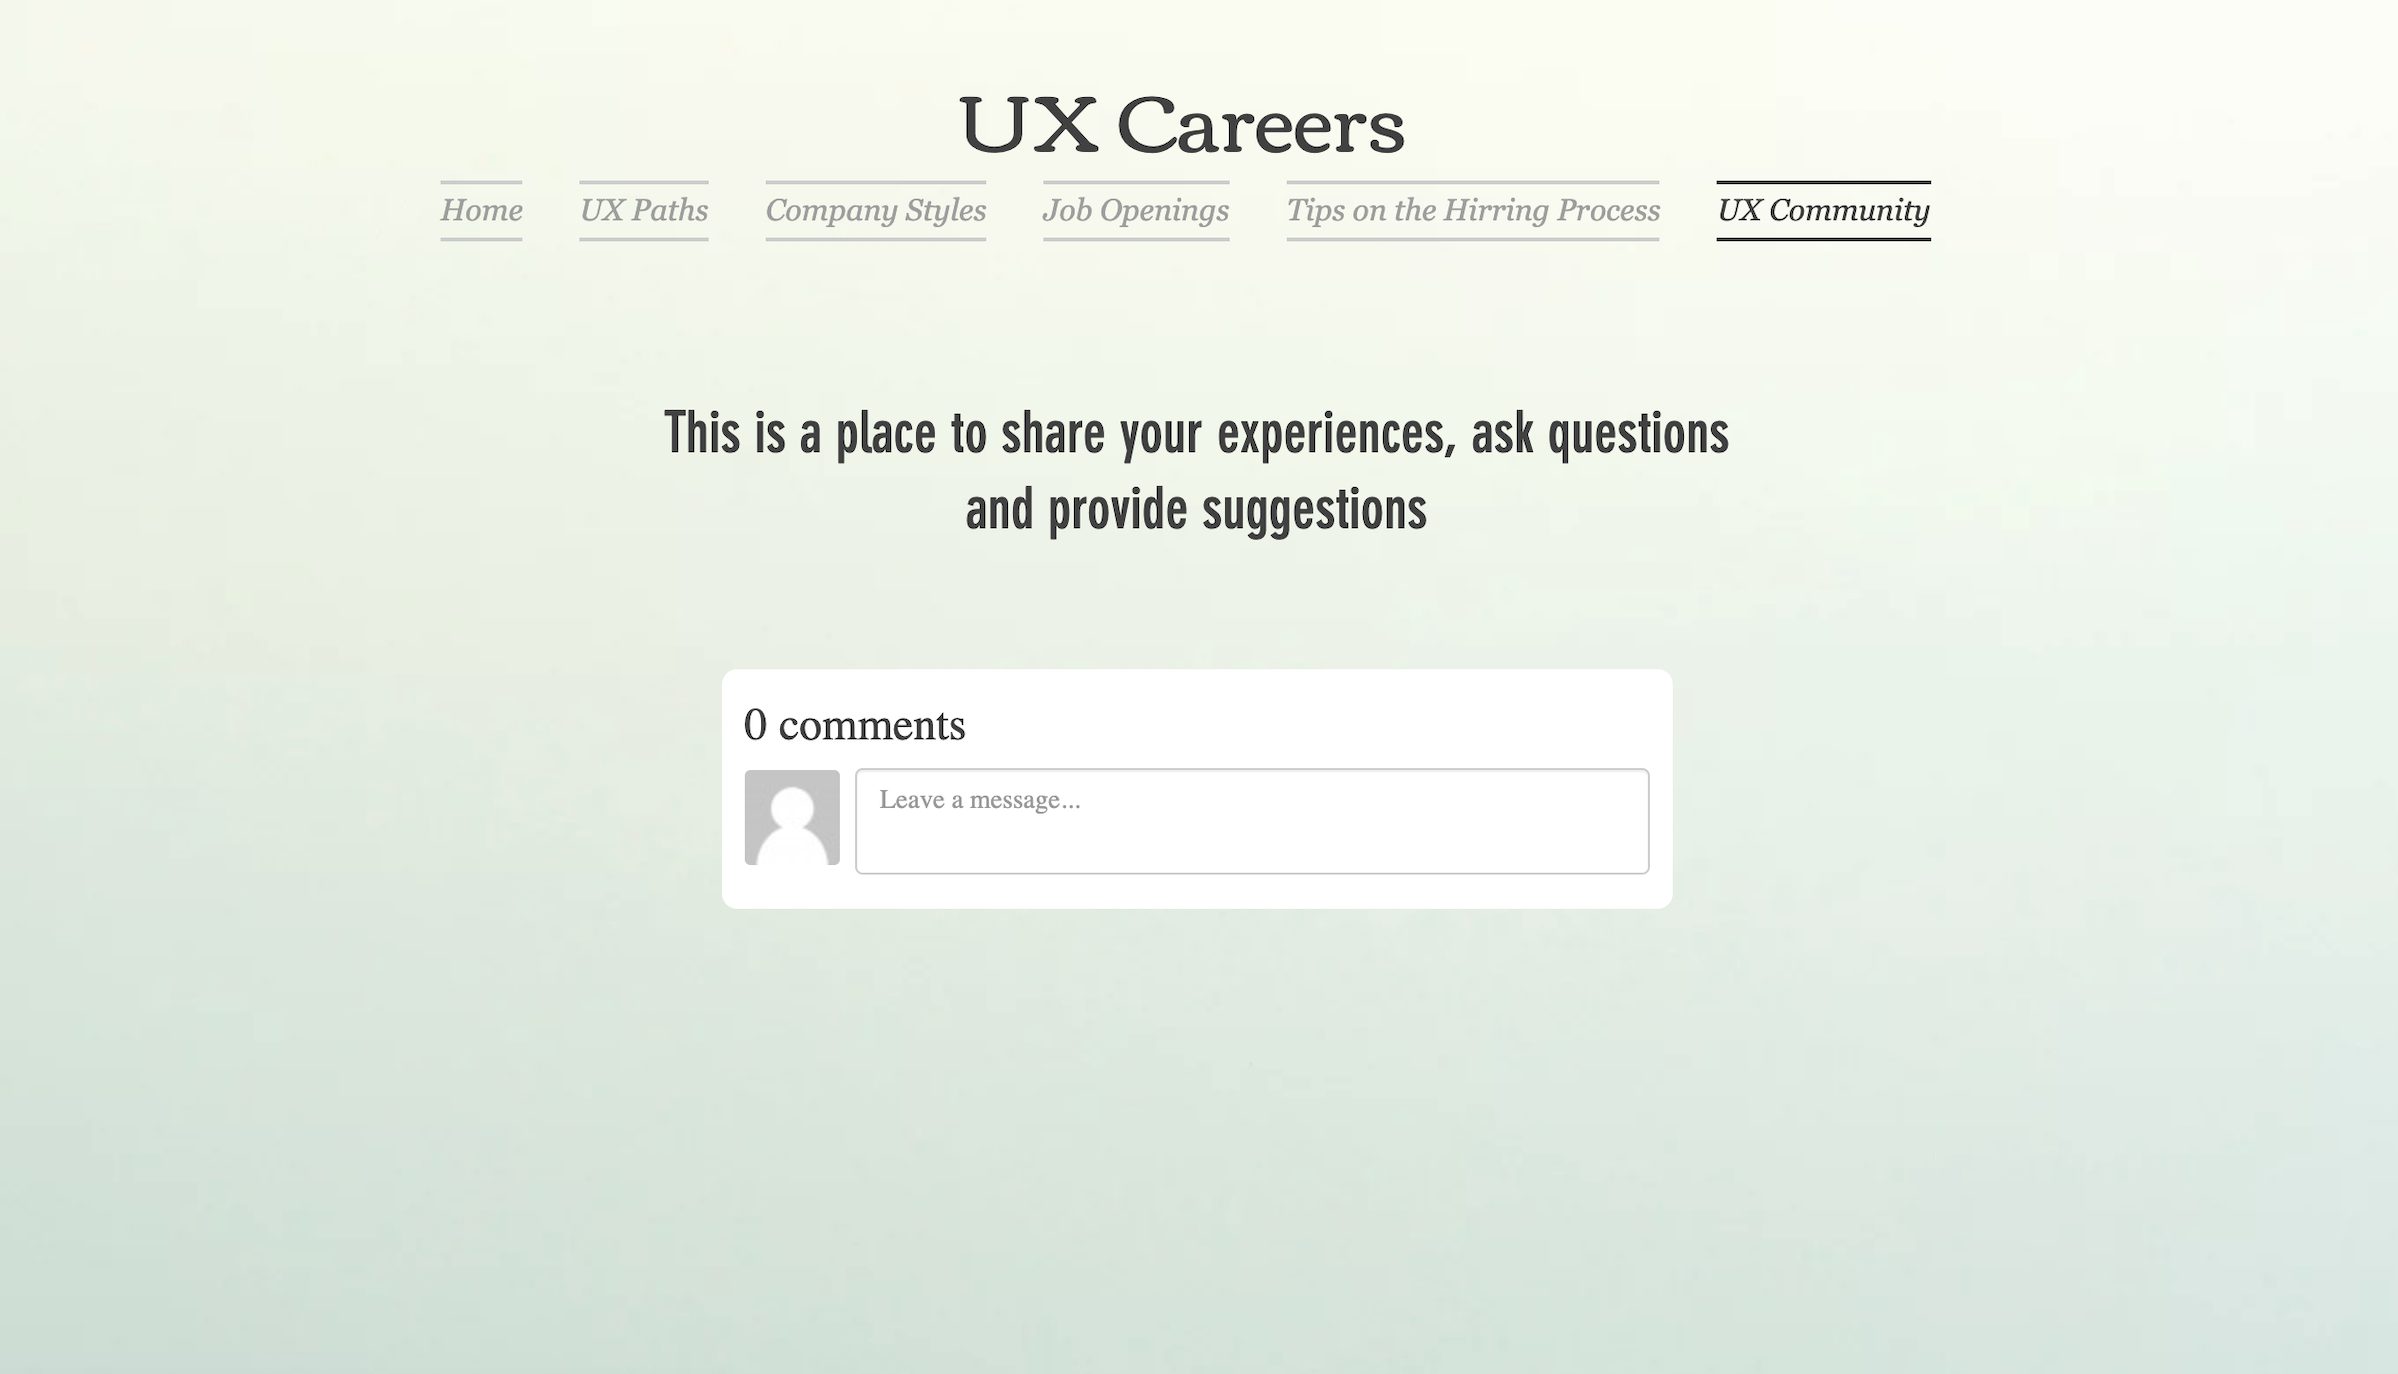 UX Careers
Home UX Paths Company Styles Job Openings Tips on the Hirring Process UX Community
This is a place to share your experiences, ask questions
and provide suggestions
0 comments
Leave a message...